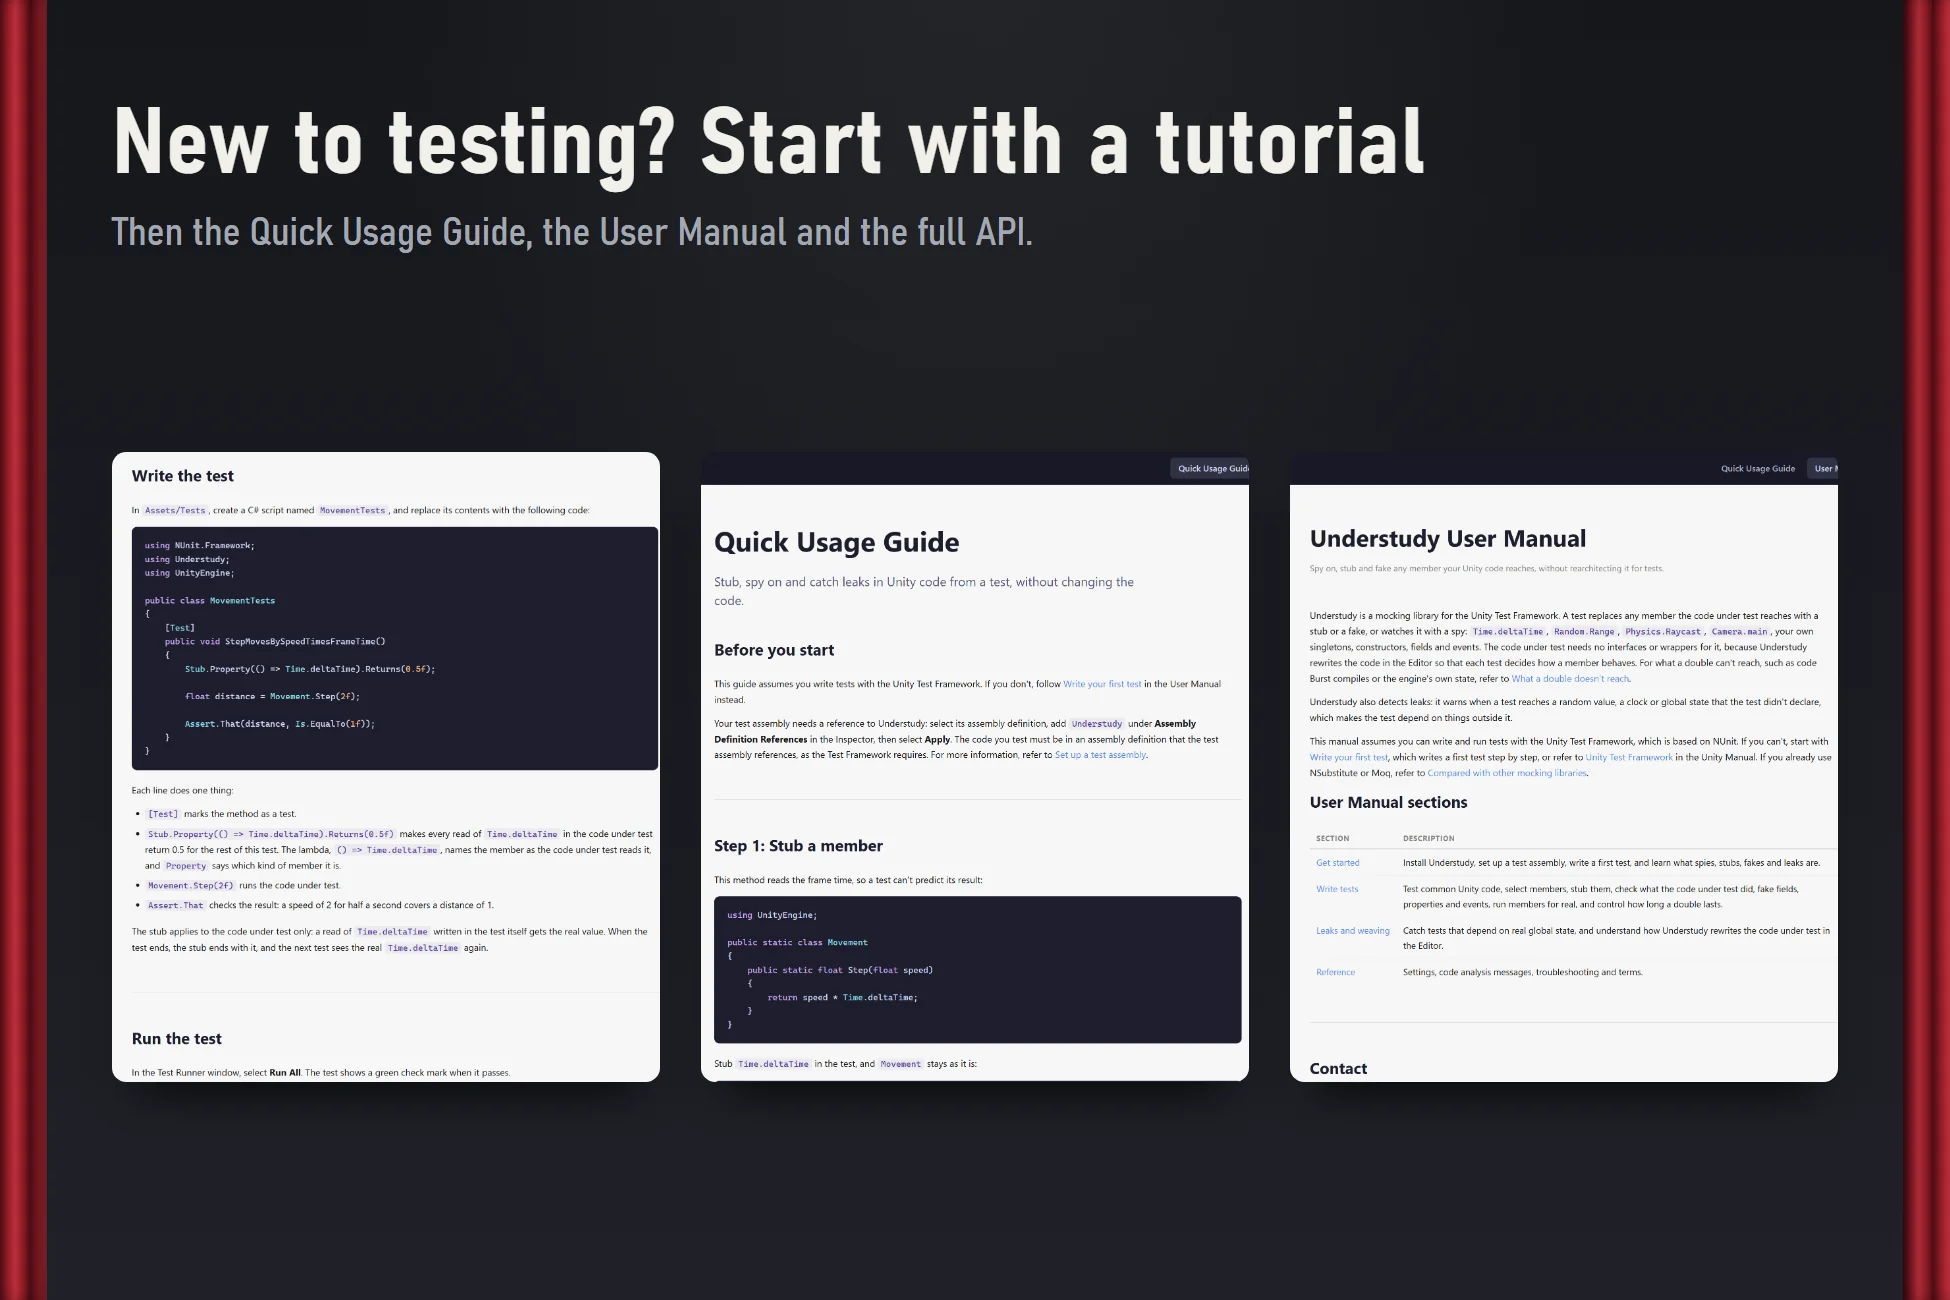 New to testing? Start with a tutorial
Then the Quick Usage Guide, the User Manual and the full API.
Write the test
In Assets/Tests, create a C# script named MovementTests, and replace its contents with the following code:
using NUnit.Framework;
using Understudy;
using UnityEngine;
public class MovementTests
{
[Test]
public void StepMovesBySpeedTimesFrameTime()
{
Stub.Property(() => Time.deltaTime).Returns(0.5f);
float distance = Movement.Step(2f);
Assert.That(distance, Is.EqualTo(1f));
}
}
Each line does one thing:
• [Test] marks the method as a test.
• Stub.Property(() => Time.deltaTime).Returns(0.5f) makes every read of Time.deltaTime in the code under test
return 0.5 for the rest of this test. The lambda, () => Time.deltaTime, names the member as the code under test reads it,
and Property says which kind of member it is.
• Movement.Step(2f) runs the code under test.
• Assert.That checks the result: a speed of 2 for half a second covers a distance of 1.
The stub applies to the code under test only: a read of Time.deltaTime written in the test itself gets the real value. When the
test ends, the stub ends with it, and the next test sees the real Time.deltaTime again.
Run the test
In the Test Runner window, select Run All. The test shows a green check mark when it passes.
Quick Usage Guide
Quick Usage Guide
Stub, spy on and catch leaks in Unity code from a test, without changing the
code.
Before you start
This guide assumes you write tests with the Unity Test Framework. If you don't, follow Write your first test in the User Manual
instead.
Your test assembly needs a reference to Understudy: select its assembly definition, add Understudy under Assembly
Definition References in the Inspector, then select Apply. The code you test must be in an assembly definition that the test
assembly references, as the Test Framework requires. For more information, refer to Set up a test assembly.
Step 1: Stub a member
This method reads the frame time, so a test can't predict its result:
using UnityEngine;
public static class Movement
{
public static float Step(float speed)
{
return speed * Time.deltaTime;
}
}
Stub Time.deltaTime in the test, and Movement stays as it is:
Quick Usage Guide User M
Understudy User Manual
Spy on, stub and fake any member your Unity code reaches, without rearchitecting it for tests.
Understudy is a mocking library for the Unity Test Framework. A test replaces any member the code under test reaches with a
stub or a fake, or watches it with a spy: Time.deltaTime, Random.Range, Physics.Raycast, Camera.main, your own
singletons, constructors, fields and events. The code under test needs no interfaces or wrappers for it, because Understudy
rewrites the code in the Editor so that each test decides how a member behaves. For what a double can't reach, such as code
Burst compiles or the engine's own state, refer to What a double doesn't reach.
Understudy also detects leaks: it warns when a test reaches a random value, a clock or global state that the test didn't declare,
which makes the test depend on things outside it.
This manual assumes you can write and run tests with the Unity Test Framework, which is based on NUnit. If you can't, start with
Write your first test, which writes a first test step by step, or refer to Unity Test Framework in the Unity Manual. If you already use
NSubstitute or Moq, refer to Compared with other mocking libraries.
User Manual sections
SECTION DESCRIPTION
Get started Install Understudy, set up a test assembly, write a first test, and learn what spies, stubs, fakes and leaks are.
Write tests Test common Unity code, select members, stub them, check what the code under test did, fake fields,
properties and events, run members for real, and control how long a double lasts.
Leaks and weaving Catch tests that depend on real global state, and understand how Understudy rewrites the code under test in
the Editor.
Reference Settings, code analysis messages, troubleshooting and terms.
Contact